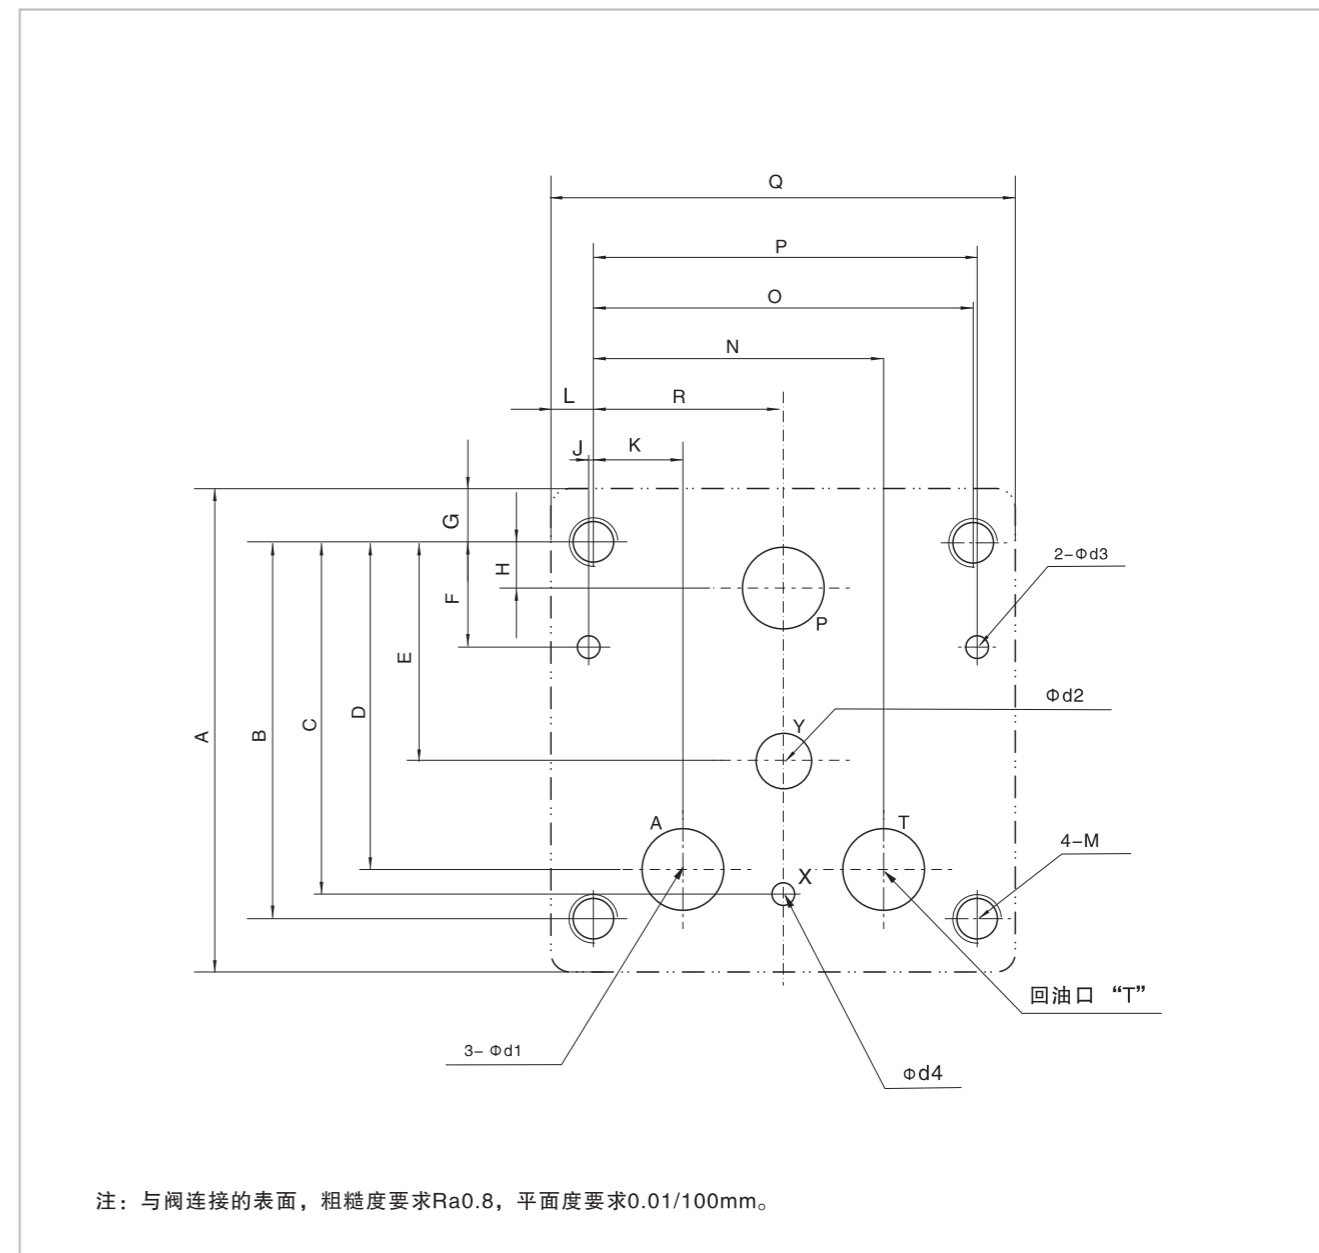 Q
P
O
N
L R
J K
G
H
2-Φd3
F
P
E
Φd2
Y
D
C
B
A
A T
4-M
X
回油口 “T”
3- Φd1
Φd4
注：与阀连接的表面，粗糙度要求Ra0.8，平面度要求0.01/100mm。